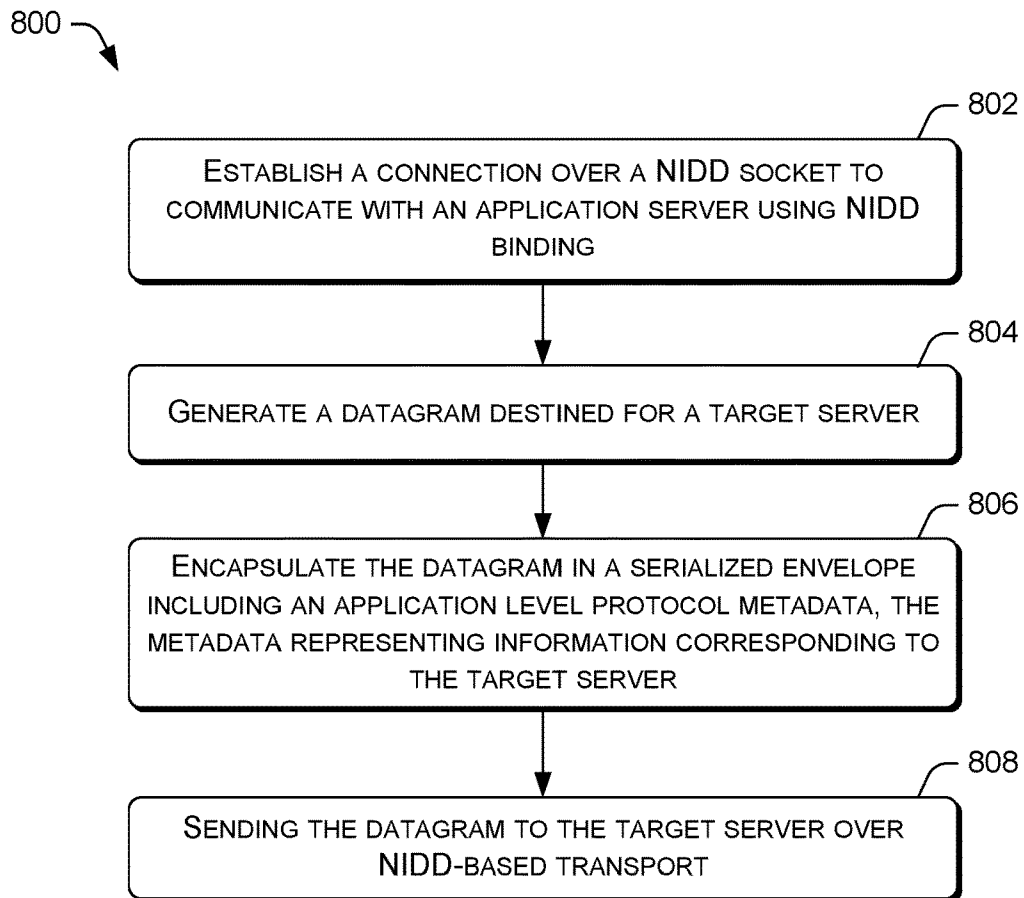 800
802
ESTABLISH A CONNECTION OVER A NIDD SOCKET TO
COMMUNICATE WITH AN APPLICATION SERVER USING NIDD
BINDING
804
GENERATE A DATAGRAM DESTINED FOR A TARGET SERVER
806
ENCAPSULATE THE DATAGRAM IN A SERIALIZED ENVELOPE
INCLUDING AN APPLICATION LEVEL PROTOCOL METADATA, THE
METADATA REPRESENTING INFORMATION CORRESPONDING TO
THE TARGET SERVER
808
SENDING THE DATAGRAM TO THE TARGET SERVER OVER
NIDD-BASED TRANSPORT